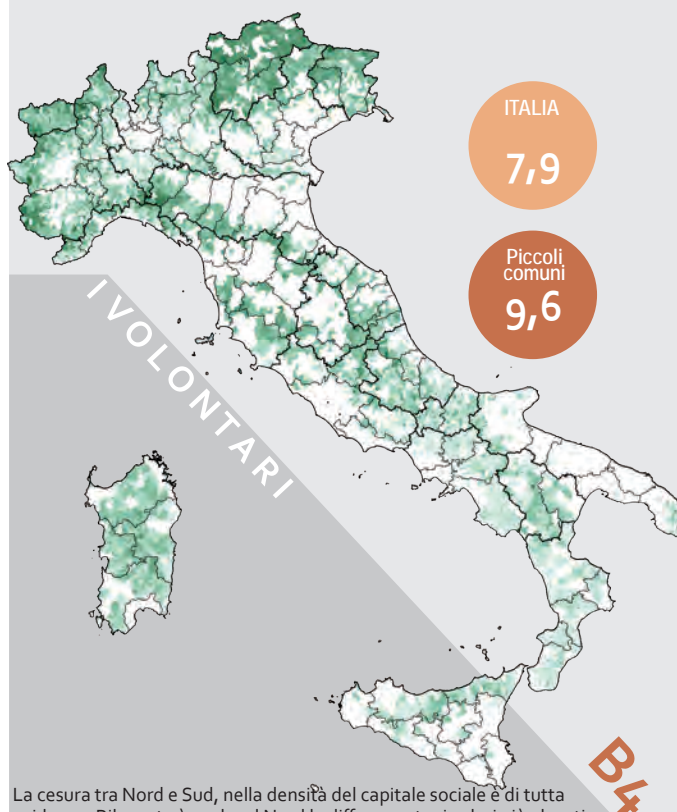 ITALIA
7,9
Piccoli
comuni
9,6
I VOLONTARI
B4
La cesura tra Nord e Sud, nella densità del capitale sociale è di tutta